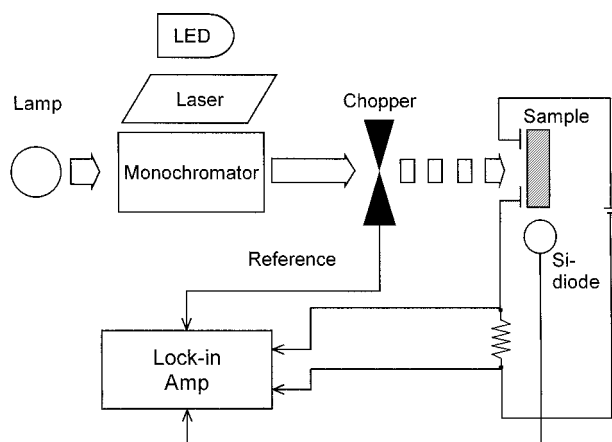 LED
Laser
Lamp
Monochromator
Chopper
Sample
Si-
diode
Reference
Lock-in
Amp